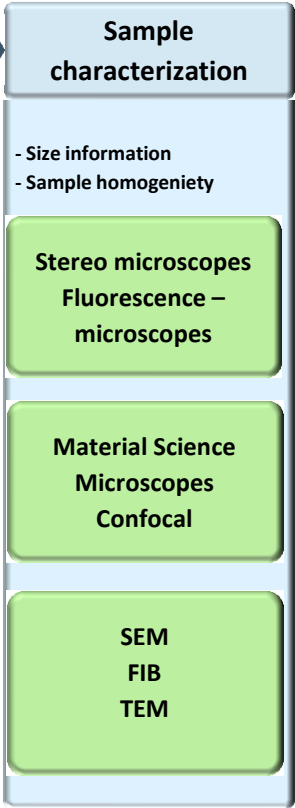 Sample
characterization
- Size information
- Sample homogeniety
Stereo microscopes
Fluorescence –
microscopes
Material Science
Microscopes
Confocal
SEM
FIB
TEM